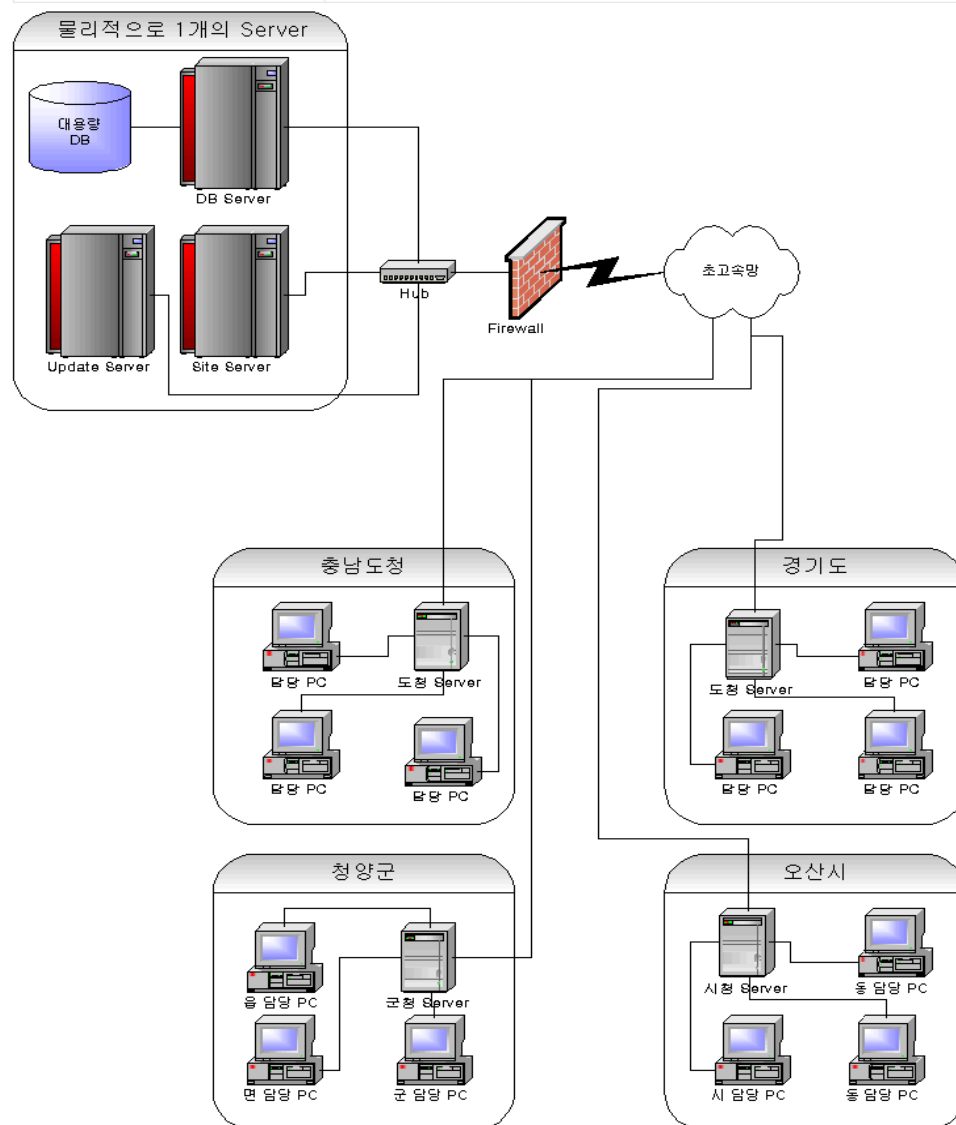 물리적으로 1개의 Server
대용량
DB
DB Server
Update Server
Site Server
Hub
Firewall
초고속망
충남도청
담당 PC
도청 Server
담당 PC
담당 PC
경기도
도청 Server
담당 PC
담당 PC
담당 PC
청양군
읍 담당 PC
군청 Server
면 담당 PC
군 담당 PC
오산시
시청 Server
동 담당 PC
시 담당 PC
동 담당 PC